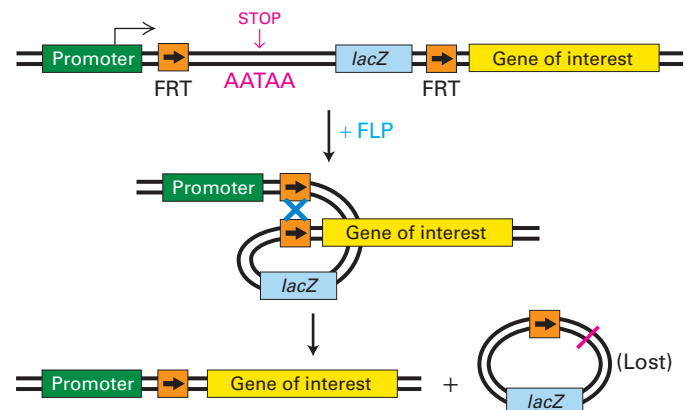 STOP
Promoter
lacZ
Gene of interest
FRT
AATAA
FRT
+ FLP
Promoter
Gene of interest
lacZ
Promoter
Gene of interest
+
(Lost)
lacZ